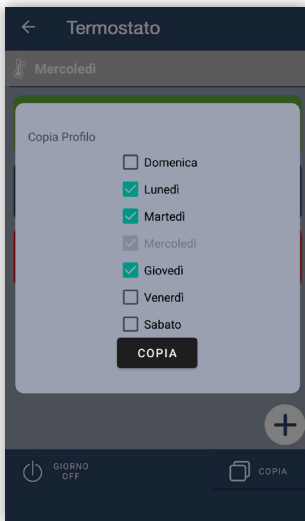 Termostato
Mercoledì
Copia Profilo
Domenica
Lunedì
Martedì
Mercoledì
Giovedì
Venerdì
Sabato
COPIA
GIORNO
OFF
COPIA